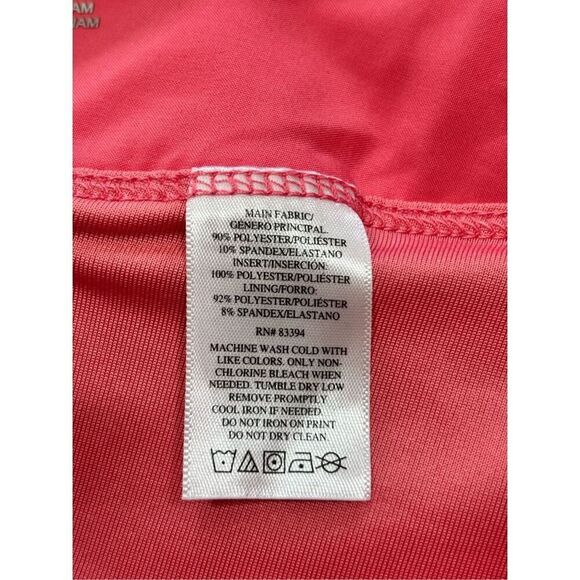 AM
NAM
MAIN FABRIC/
GÉNERO PRINCIPAL.
90% POLYESTER/POLIÉSTER
10% SPANDEX/ELASTANO
INSERT/INSERCIÓN:
100% POLYESTER/POLIÉSTER
LINING/FORRO:
92% POLYESTER/POLIÉSTER
8% SPANDEX/ELASTANO
RN# 83394
MACHINE WASH COLD WITH
LIKE COLORS. ONLY NON-
CHLORINE BLEACH WHEN
NEEDED. TUMBLE DRY LOW
REMOVE PROMPTLY
COOL IRON IF NEEDED.
DO NOT IRON ON PRINT
DO NOT DRY CLEAN